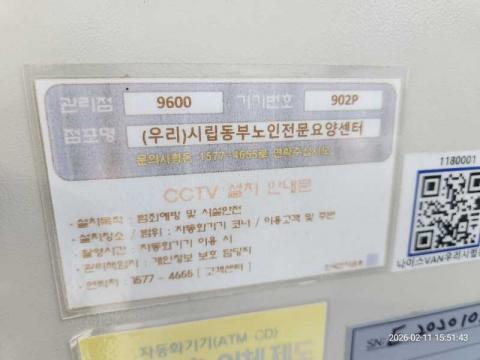 관리점 9600 기기번호 902P
점포명 (우리)시립동부노인전문요양센터
문의사항은 1577-4655로 연락주십시오
CCTV 설치 안내문
· 설치목적 : 범죄예방 및 시설안전
· 설치장소 / 범위 : 자동화기기 코너 / 이용고객 및 주변
· 촬영시간 : 자동화기기 이용 시
· 관리책임자 : 개인정보 보호 담당자
· 연락처 : 1577 - 4655 [ 고객센터 ]
1180001
나이스VAN우리시립
자동화기기(ATM CD)
SN:
2026-02-11 15:51:43